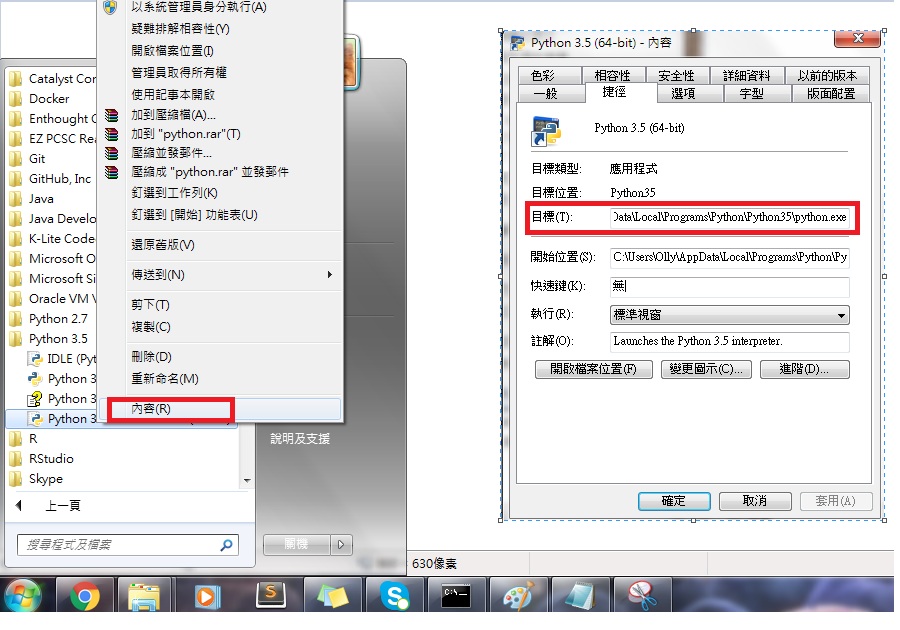 以系統管理員身分執行(A)
疑難排解相容性(Y)
開啟檔案位置(I)
管理員取得所有權
使用記事本開啟
加到壓縮檔(A)...
加到 "python.rar"(T)
壓縮並發郵件...
壓縮成 "python.rar" 並發郵件
釘選到工作列(K)
釘選到 [開始] 功能表(U)
還原舊版(V)
傳送到(N)
剪下(T)
複製(C)
刪除(D)
重新命名(M)
內容(R)
Catalyst Con
Docker
Enthought C
EZ PCSC Rea
Git
GitHub, Inc
Java
Java Develo
K-Lite Codec
Microsoft O
Microsoft Si
Oracle VM V
Python 2.7
Python 3.5
IDLE (Pyt
Python 3
Python 3
Python 3
R
RStudio
Skype
上一頁
搜尋程式及檔案
說明及支援
關機
Python 3.5 (64-bit) - 內容
色彩 相容性 安全性 詳細資料 以前的版本
一般 捷徑 選項 字型 版面配置
Python 3.5 (64-bit)
目標類型: 應用程式
目標位置: Python35
目標(T): Data\Local\Programs\Python\Python35\python.exe
開始位置(S): C:\Users\Olly\AppData\Local\Programs\Python\Py
快速鍵(K): 無
執行(R): 標準視窗
註解(O): Launches the Python 3.5 interpreter.
開啟檔案位置(F) 變更圖示(C)... 進階(D)...
確定 取消 套用(A)
630像素